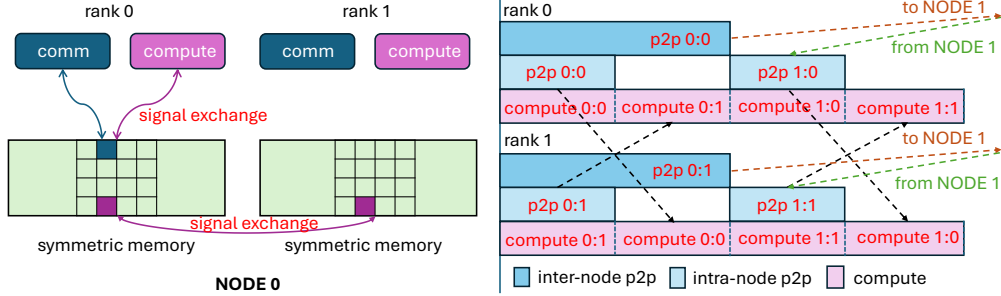 rank 0
rank 1
comm
compute
comm
compute
signal exchange
signal exchange
symmetric memory
symmetric memory
NODE 0
rank 0
to NODE 1
p2p 0:0
from NODE 1
p2p 0:0
p2p 1:0
compute 0:0
compute 0:1
compute 1:0
compute 1:1
rank 1
to NODE 1
p2p 0:1
from NODE 1
p2p 0:1
p2p 1:1
compute 0:1
compute 0:0
compute 1:1
compute 1:0
inter-node p2p
intra-node p2p
compute